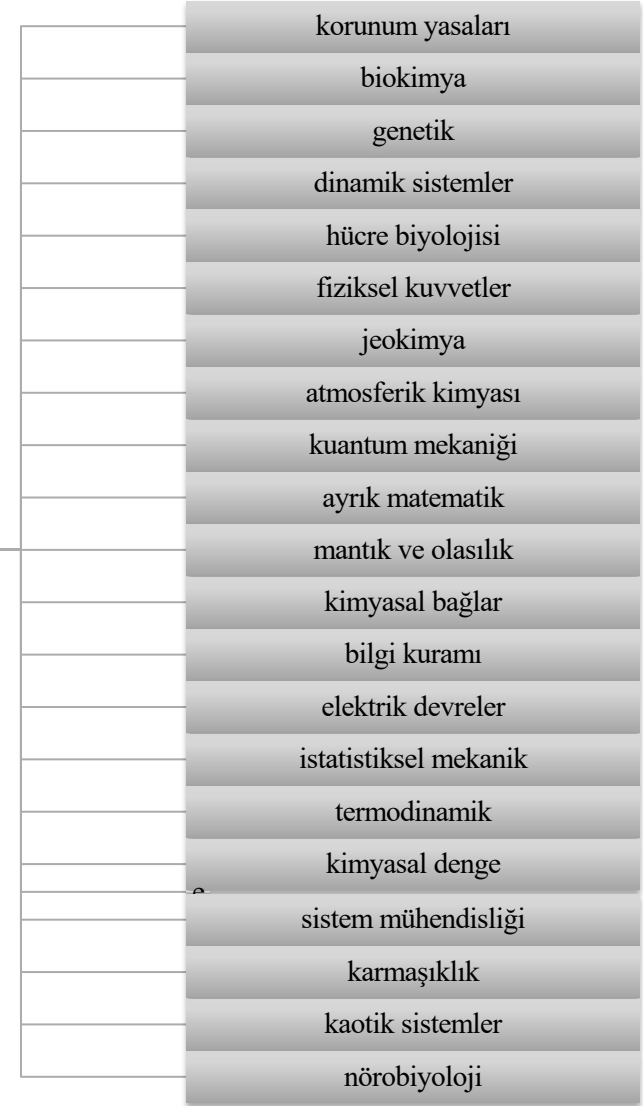 korunum yasaları
biokimya
genetik
dinamik sistemler
hücre biyolojisi
fiziksel kuvvetler
jeokimya
atmosferik kimyası
kuantum mekaniği
ayrık matematik
mantık ve olasılık
kimyasal bağlar
bilgi kuramı
elektrik devreler
istatistiksel mekanik
termodinamik
kimyasal denge
sistem mühendisliği
karmaşıklık
kaotik sistemler
nörobiyoloji